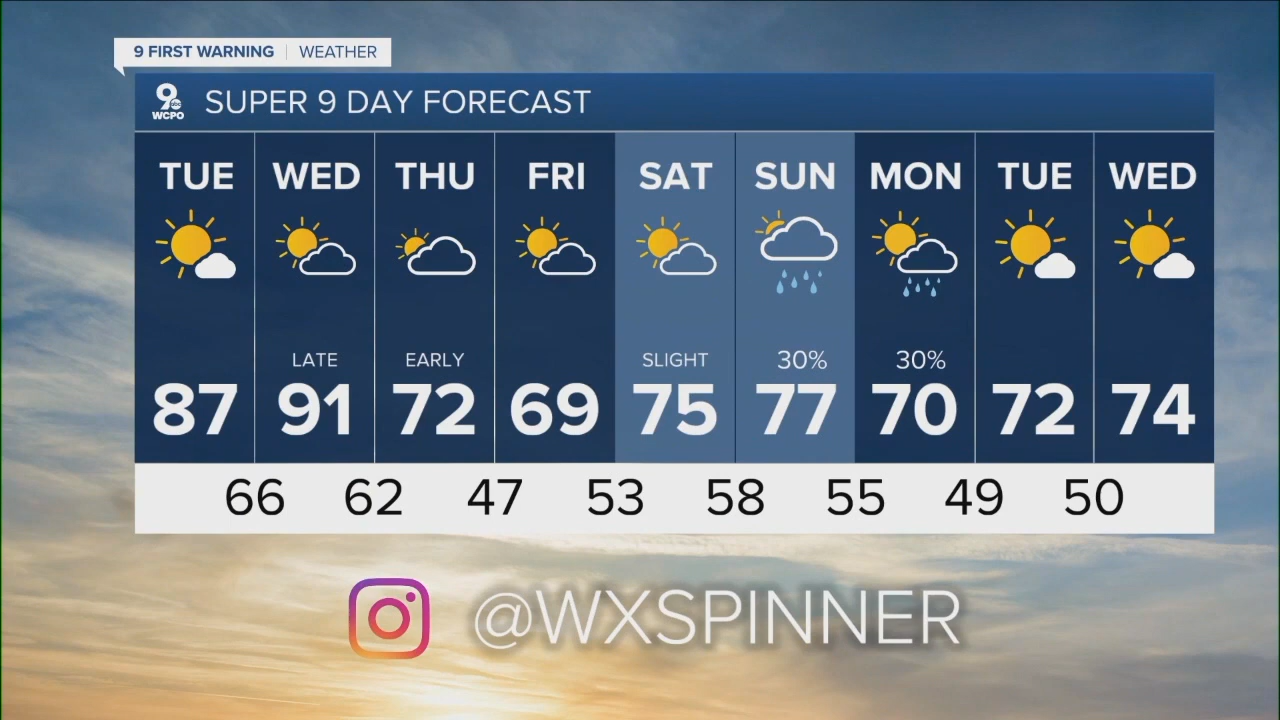 9 FIRST WARNING | WEATHER
9 abc
WCPO
SUPER 9 DAY FORECAST
TUE WED THU FRI SAT SUN MON TUE WED
LATE EARLY SLIGHT 30% 30%
87 91 72 69 75 77 70 72 74
66 62 47 53 58 55 49 50
@WXSPINNER